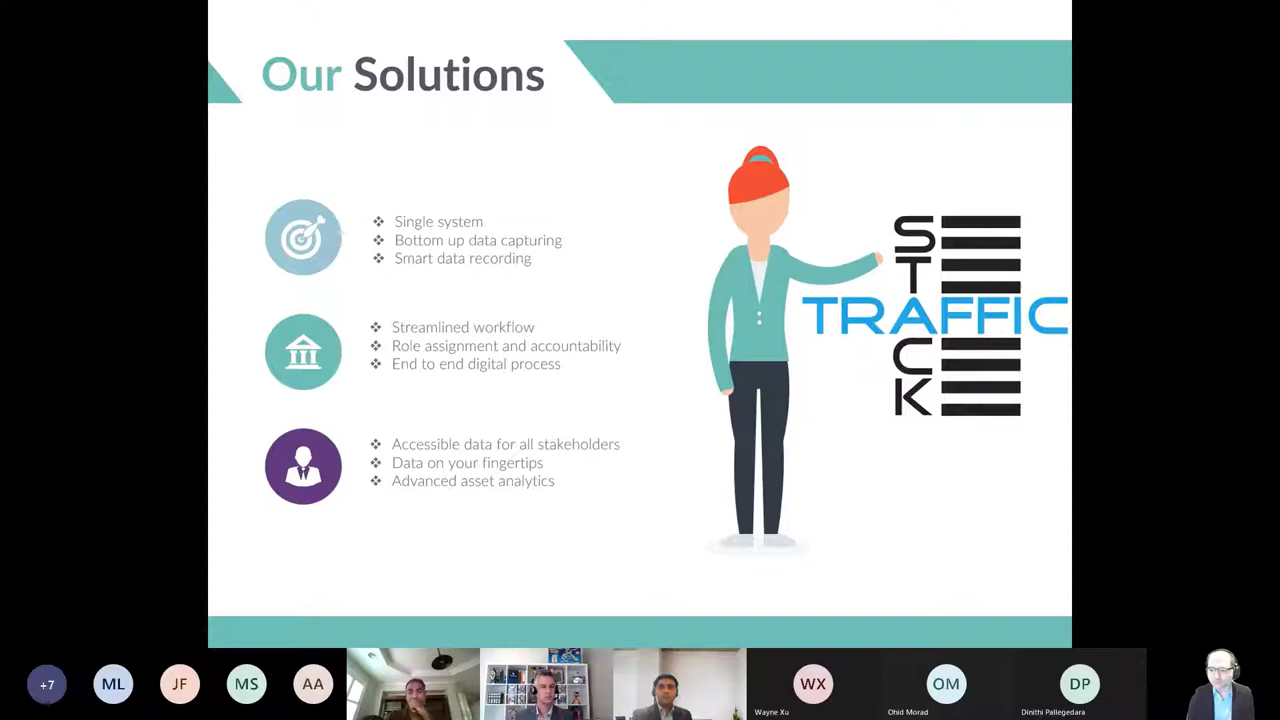 Our Solutions
❖ Single system
❖ Bottom up data capturing
❖ Smart data recording
❖ Streamlined workflow
❖ Role assignment and accountability
❖ End to end digital process
❖ Accessible data for all stakeholders
❖ Data on your fingertips
❖ Advanced asset analytics
STACK
TRAFFIC
+7
ML
JF
MS
AA
WX
Wayne Xu
OM
Ohid Morad
DP
Dinithi Pallegedara